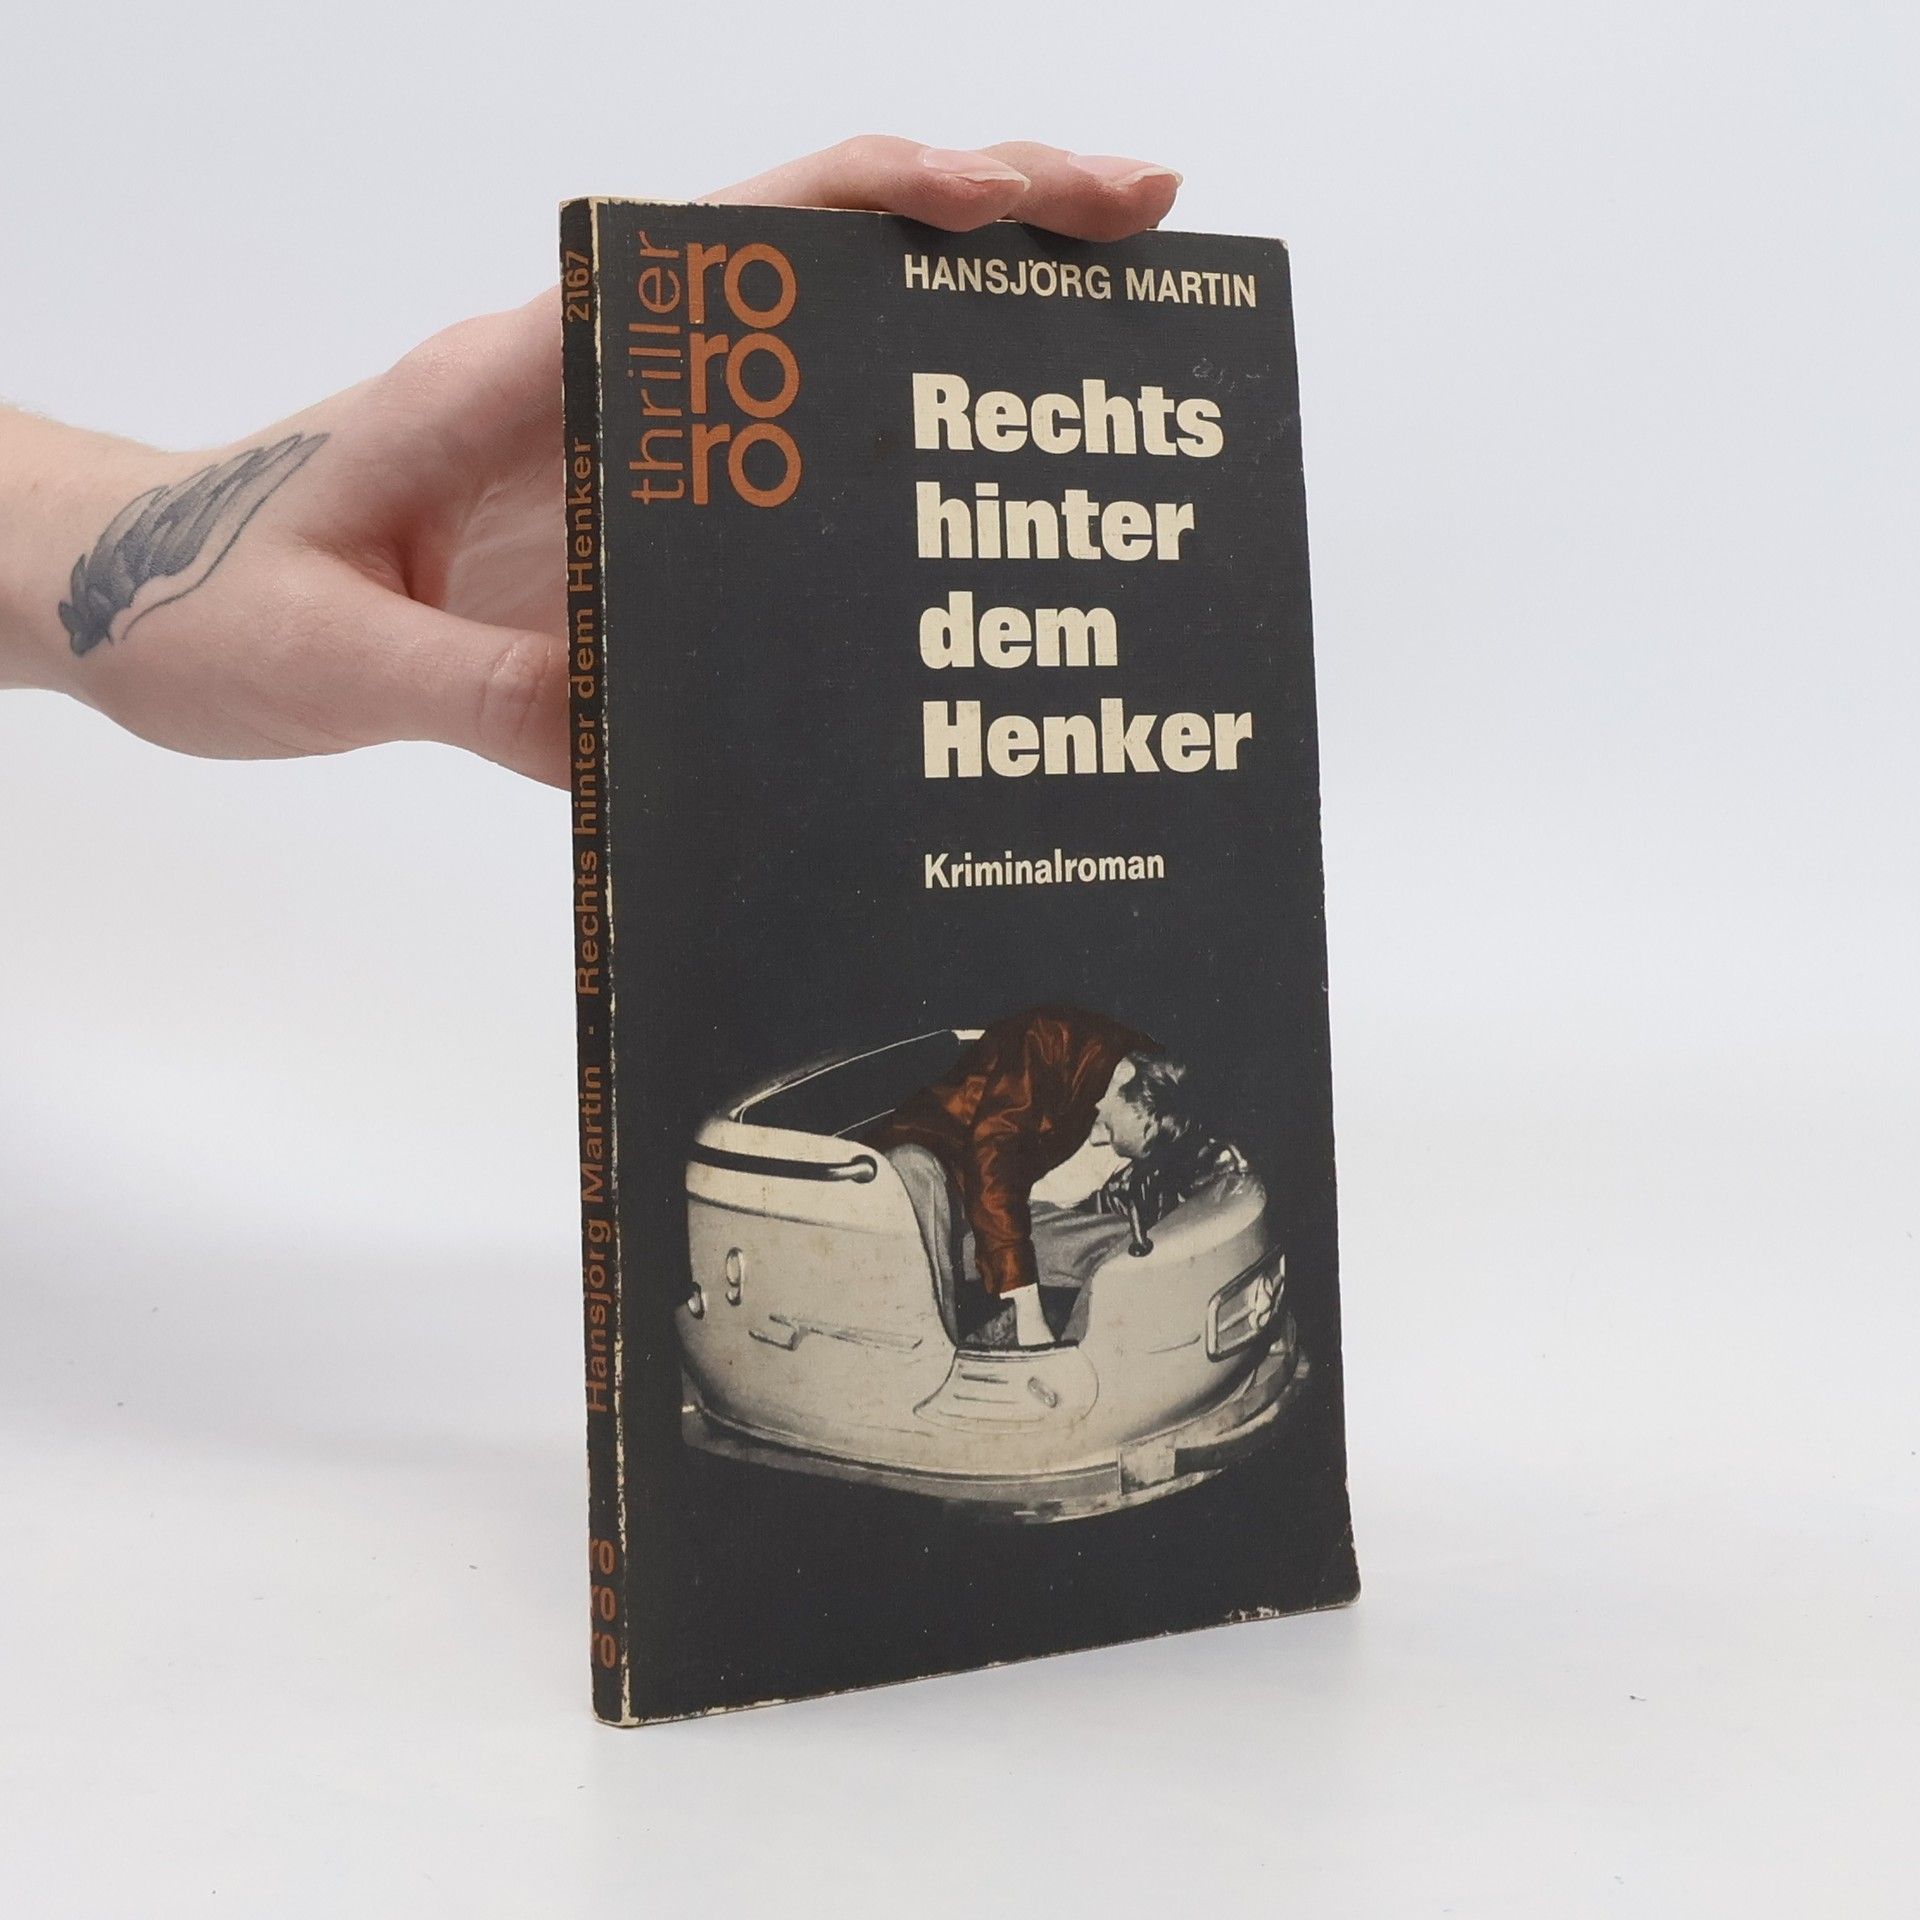 2167
Rechts hinter dem Henker
Hansjörg Martin -
ro
ro
ro
thriller
ro
ro
ro
HANSJÖRG MARTIN
Rechts
hinter
dem
Henker
Kriminalroman
9